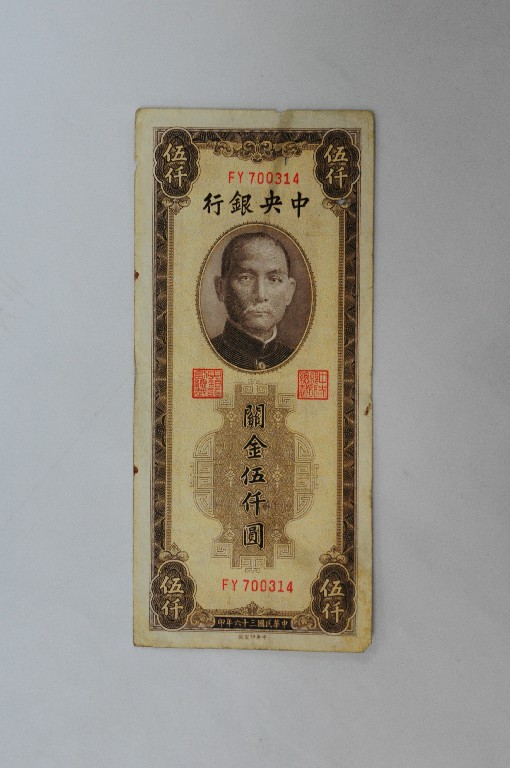 伍仟 伍仟
FY 700314
中央銀行
關金伍仟圓
FY 700314
伍仟 伍仟
中華民國三十六年印